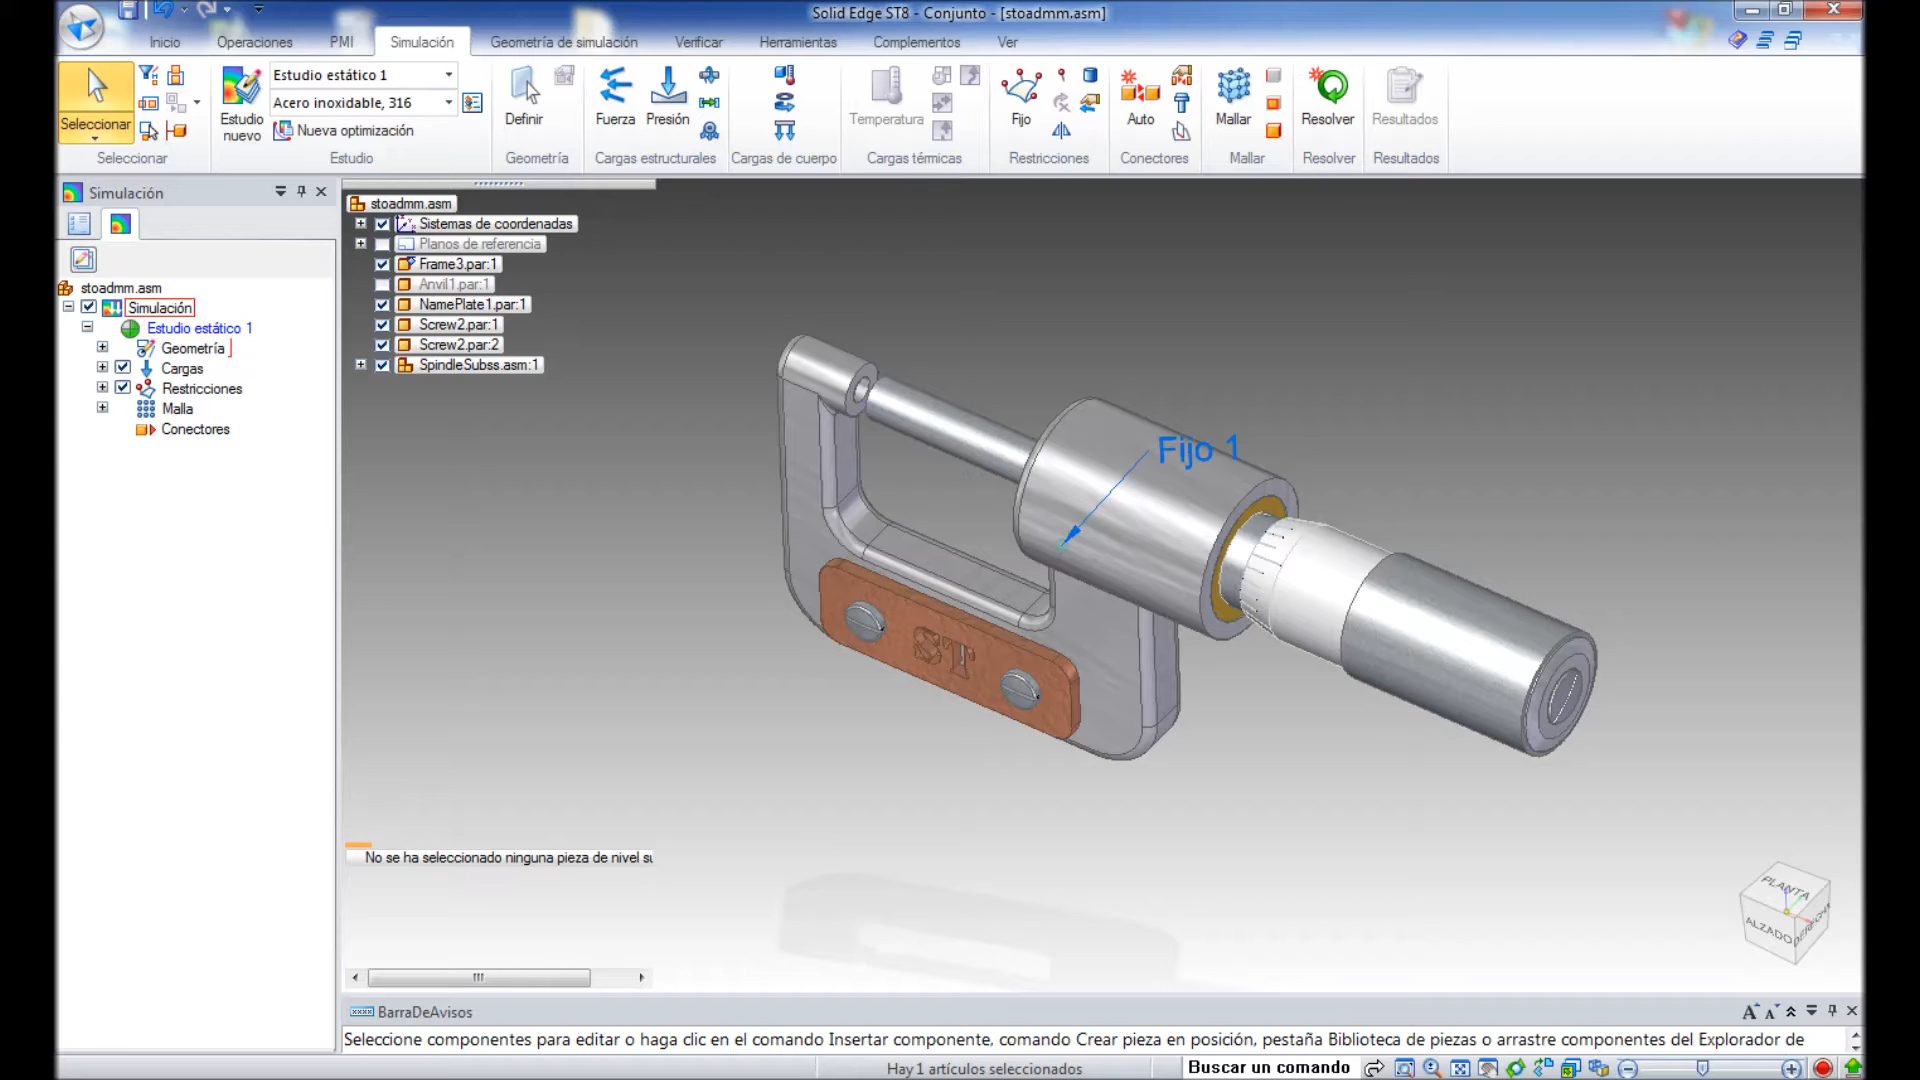 Solid Edge ST8 - Conjunto - [stoadmm.asm]
Inicio Operaciones PMI Simulación Geometría de simulación Verificar Herramientas Complementos Ver
Seleccionar
Seleccionar
Estudio nuevo
Estudio estático 1
Acero inoxidable, 316
Nueva optimización
Estudio
Definir
Geometría
Fuerza Presión
Cargas estructurales
Cargas de cuerpo
Temperatura
Cargas térmicas
Fijo
Restricciones
Auto
Conectores
Mallar
Mallar
Resolver
Resolver
Resultados
Resultados
Simulación
stoadmm.asm
Simulación
Estudio estático 1
Geometría
Cargas
Restricciones
Malla
Conectores
stoadmm.asm
Sistemas de coordenadas
Planos de referencia
Frame3.par:1
Anvil1.par:1
NamePlate1.par:1
Screw2.par:1
Screw2.par:2
SpindleSubss.asm:1
Fijo 1
ST
No se ha seleccionado ninguna pieza de nivel su
PLANTA
ALZADO
BarraDeAvisos
Seleccione componentes para editar o haga clic en el comando Insertar componente, comando Crear pieza en posición, pestaña Biblioteca de piezas o arrastre componentes del Explorador de
Hay 1 artículos seleccionados
Buscar un comando